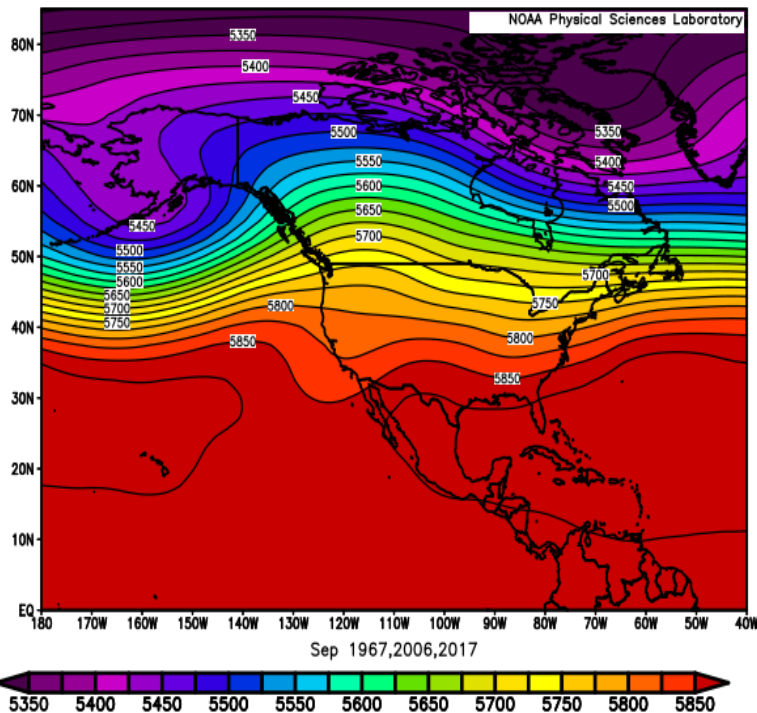 NOAA Physical Sciences Laboratory
80N
70N
60N
50N
40N
30N
20N
10N
EQ
5350
5400
5450
5500
5550
5600
5650
5700
5800
5850
5450
5500
5550
5600
5650
5700
5750
5350
5400
5450
5500
5700
5750
5800
5850
180 170W 160W 150W 140W 130W 120W 110W 100W 90W 80W 70W 60W 50W 40W
Sep 1967,2006,2017
5350 5400 5450 5500 5550 5600 5650 5700 5750 5800 5850